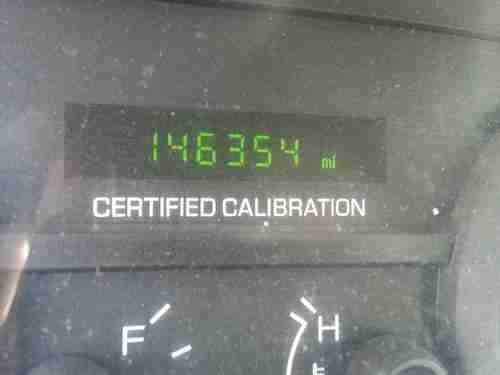 146354 mi
CERTIFIED CALIBRATION
F H